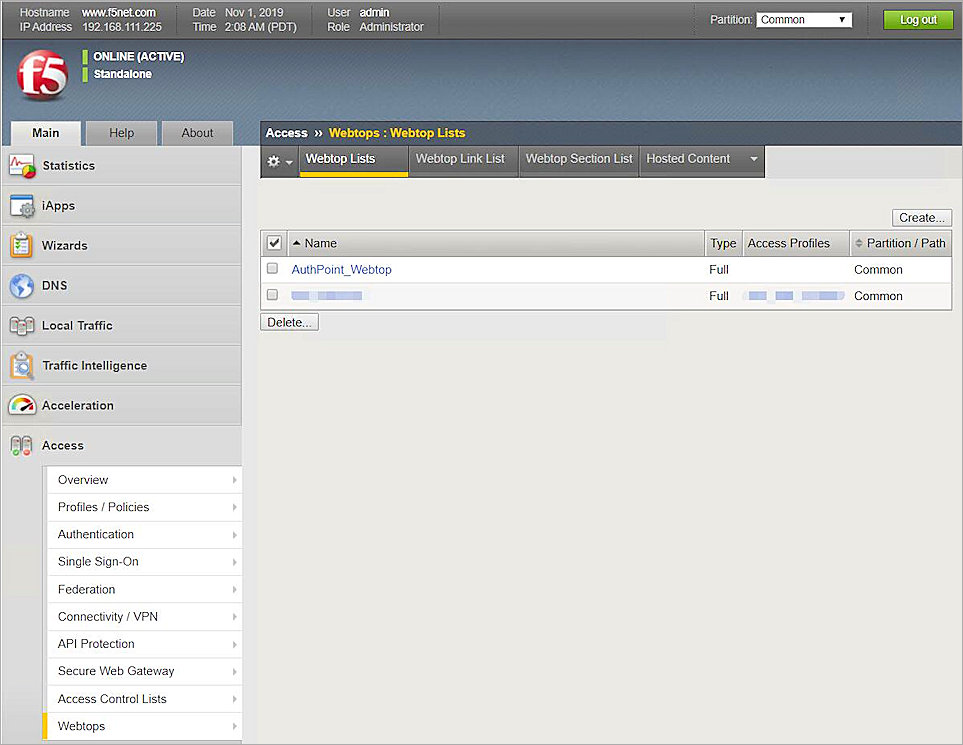 Hostname www.f5net.com Date Nov 1, 2019 User admin
IP Address 192.168.111.225 Time 2:08 AM (PDT) Role Administrator
Partition: Common Log out
f5
ONLINE (ACTIVE)
Standalone
Main Help About
Access » Webtops : Webtop Lists
Webtop Lists Webtop Link List Webtop Section List Hosted Content
Statistics
iApps
Wizards
DNS
Local Traffic
Traffic Intelligence
Acceleration
Access
Overview
Profiles / Policies
Authentication
Single Sign-On
Federation
Connectivity / VPN
API Protection
Secure Web Gateway
Access Control Lists
Webtops
Create...
Name Type Access Profiles Partition / Path
AuthPoint_Webtop Full Common
Full Common
Delete...